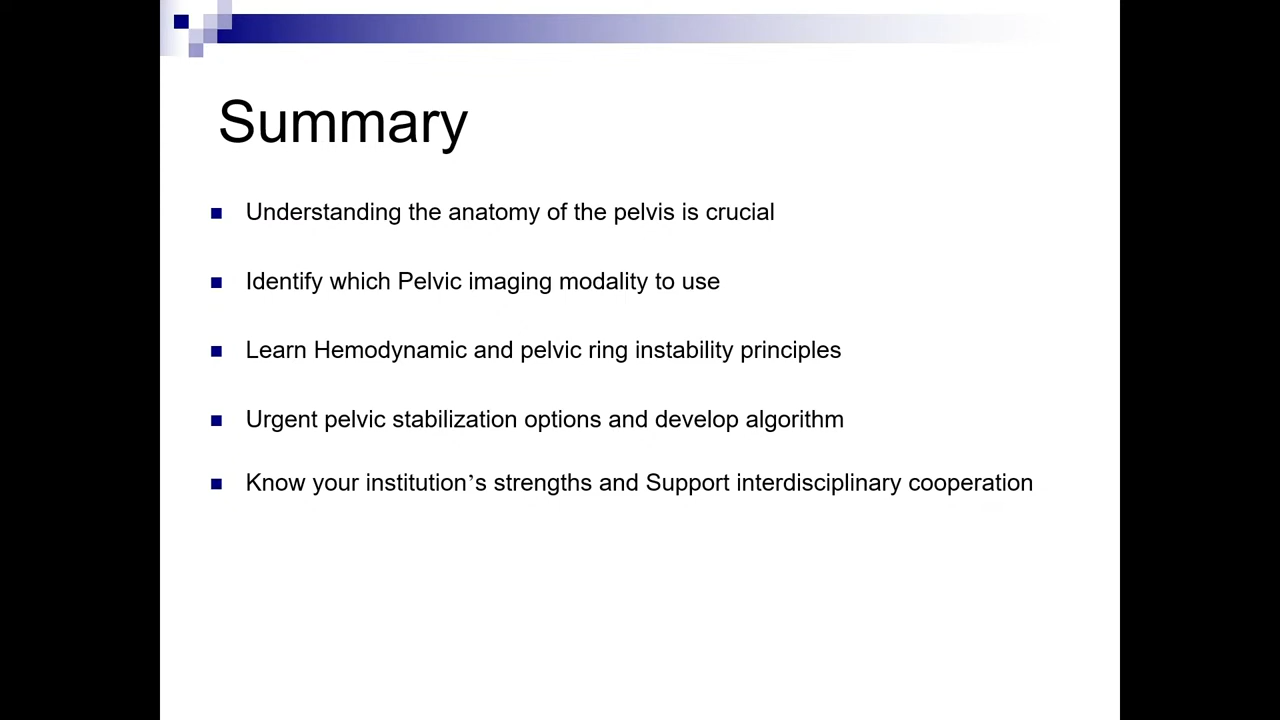 Summary
Understanding the anatomy of the pelvis is crucial
Identify which Pelvic imaging modality to use
Learn Hemodynamic and pelvic ring instability principles
Urgent pelvic stabilization options and develop algorithm
Know your institution’s strengths and Support interdisciplinary cooperation